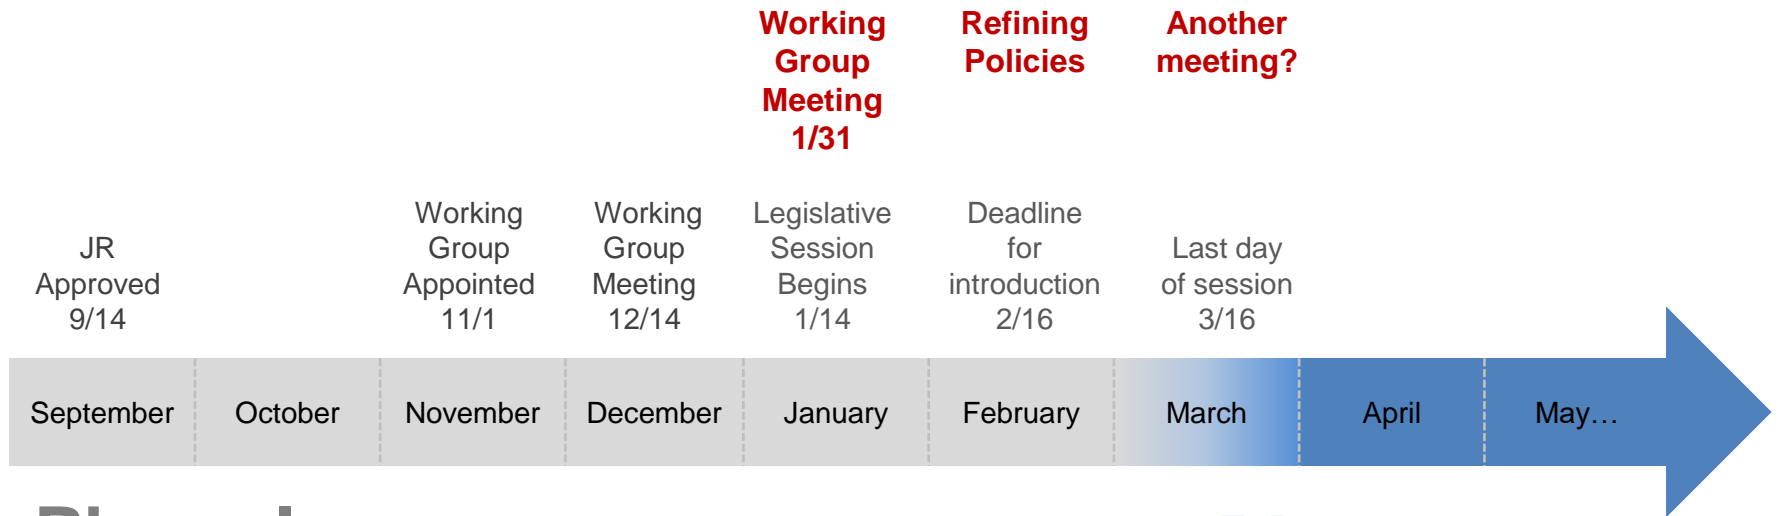 Working
Group
Meeting
1/31
Refining
Policies
Another
meeting?
JR
Approved
9/14
Working
Group
Appointed
11/1
Working
Group
Meeting
12/14
Legislative
Session
Begins
1/14
Deadline
for
introduction
2/16
Last day
of session
3/16
September
October
November
December
January
February
March
April
May…